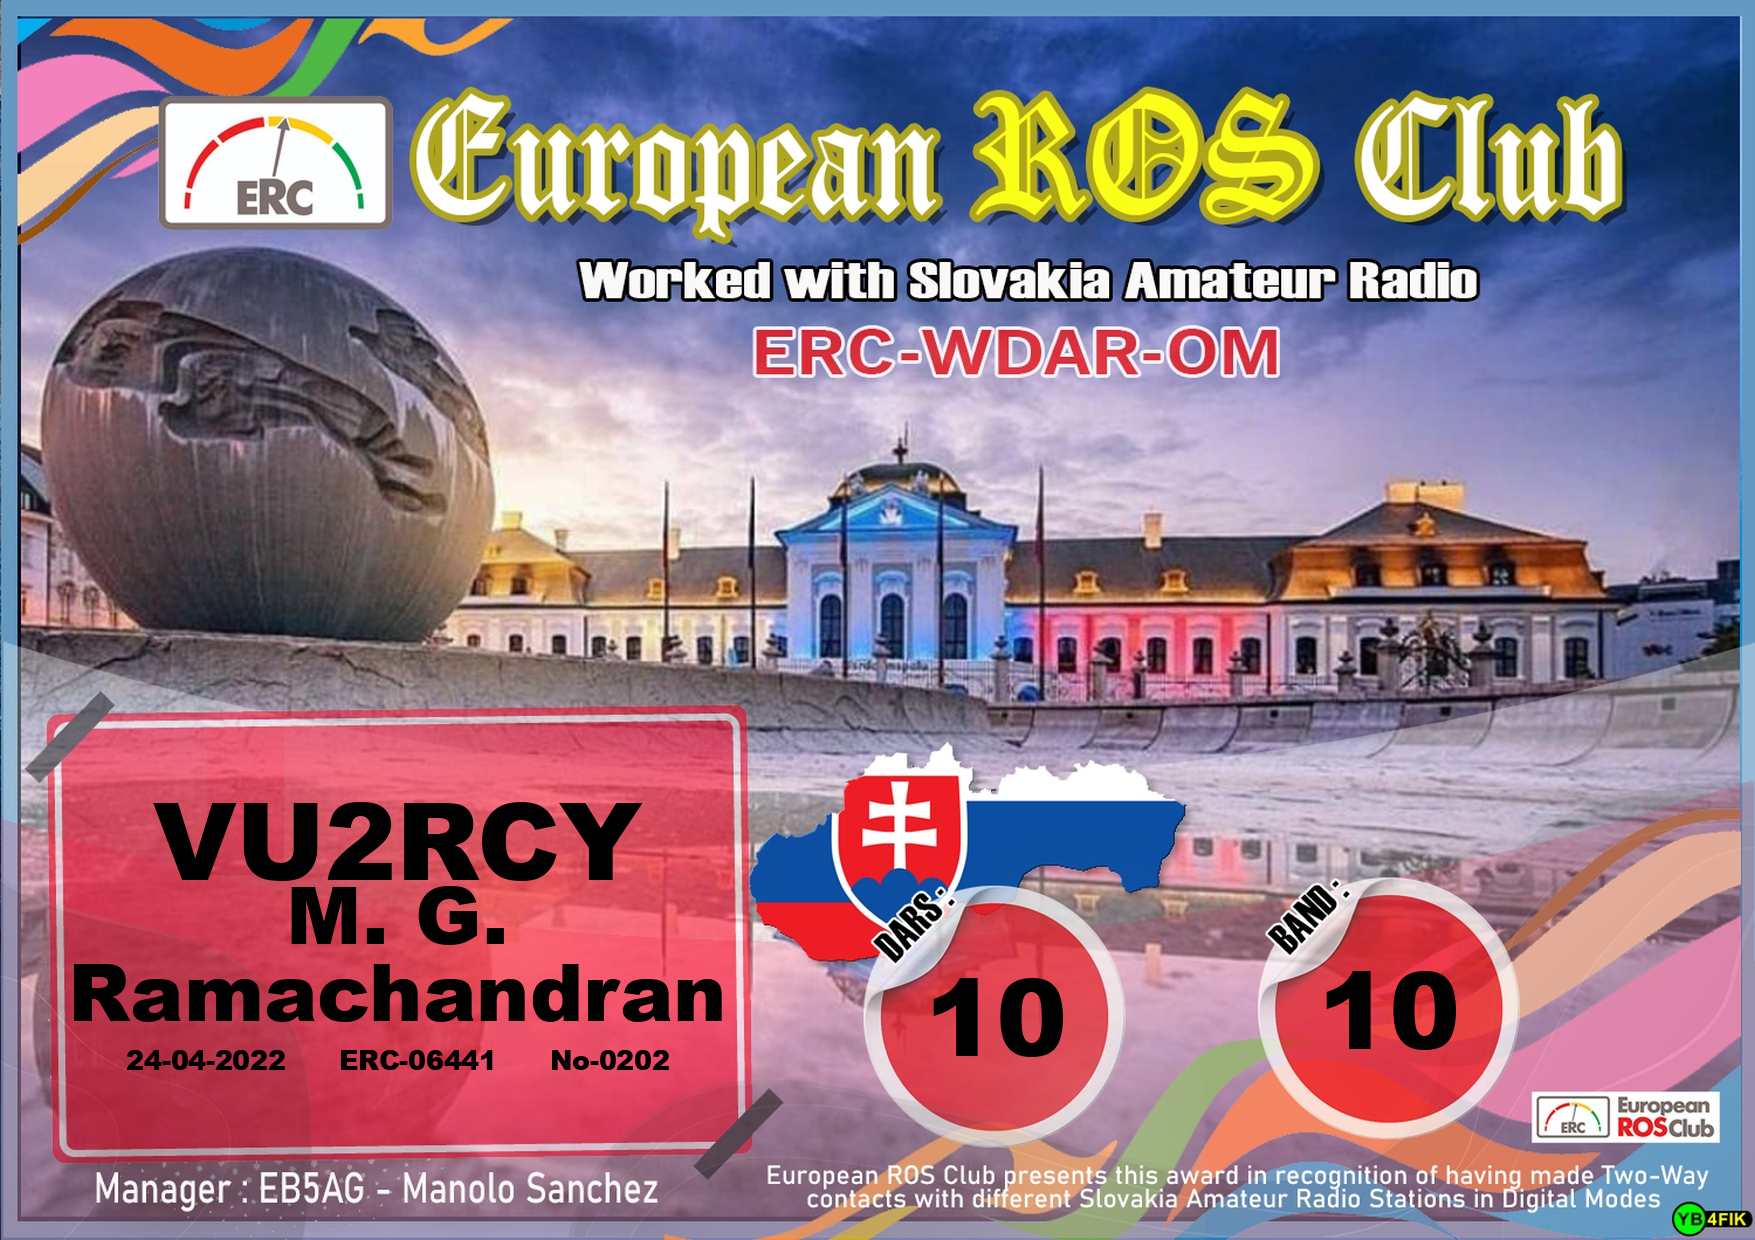 ERC
European ROS Club
Worked with Slovakia Amateur Radio
ERC-WDAR-OM
VU2RCY
M. G.
Ramachandran
24-04-2022 ERC-06441 No-0202
DARS :
10
BAND :
10
ERC
European
ROSClub
Manager : EB5AG - Manolo Sanchez
European ROS Club presents this award in recognition of having made Two-Way
contacts with different Slovakia Amateur Radio Stations in Digital Modes
YB4FIK